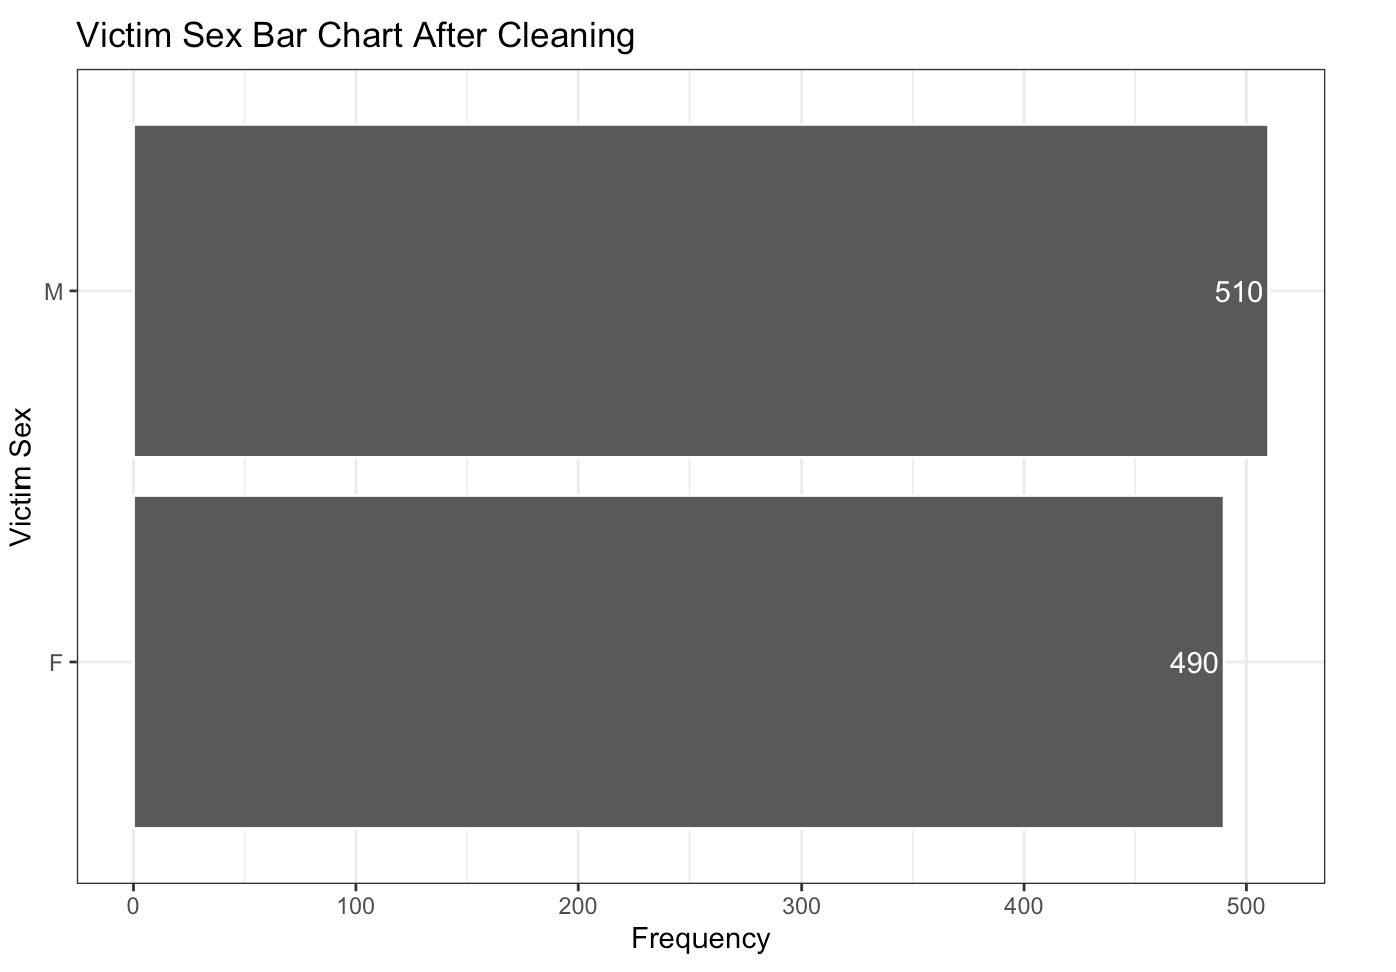 Victim Sex Bar Chart After Cleaning
Victim Sex
M
510
F
490
0 100 200 300 400 500
Frequency